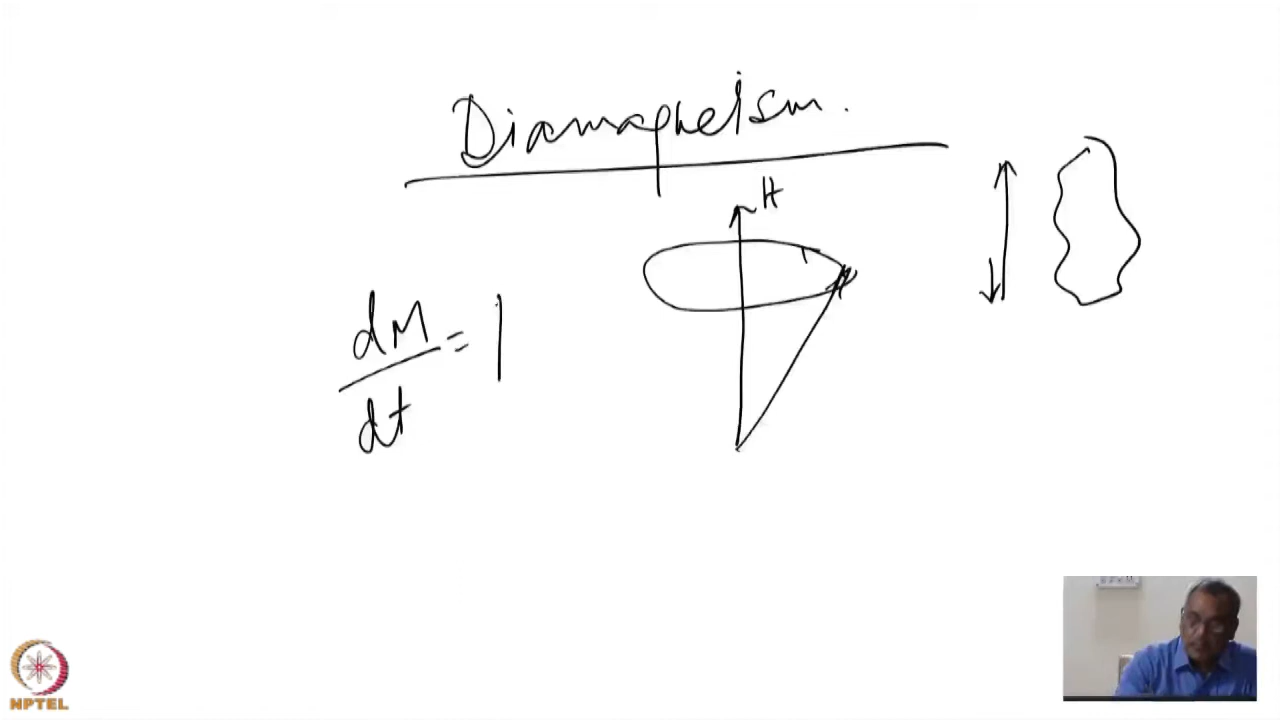 Diamagnetism.
H
dM
dt
= |
NPTEL